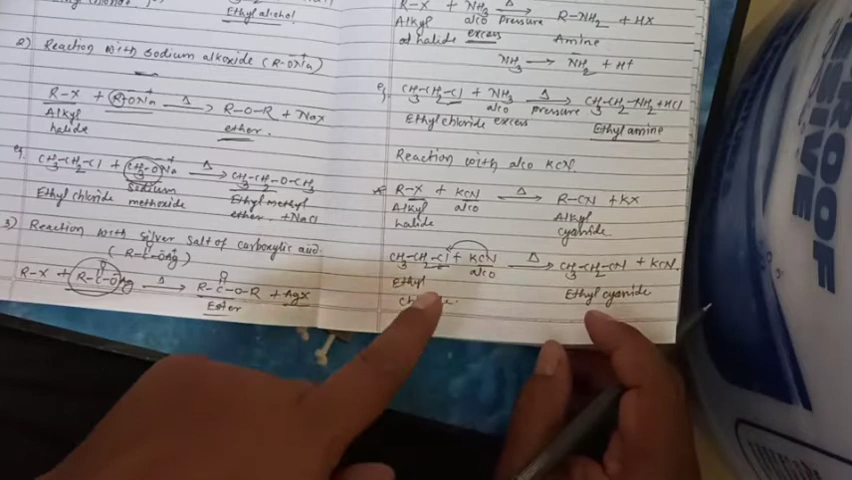 Ethyl alcohol
2) Reaction with sodium alkoxide (R-ONa)
R-X + R-ONa Δ→ R-O-R + NaX
Alkyl halide
ether.
eg. CH3-CH2-Cl + CH3-ONa Δ→ CH3-CH2-O-CH3
Ethyl chloride
Sodium methoxide
Ethyl methyl ether. + NaCl
3) Reaction with silver salt of carboxylic acid
(R-C-OAg)
O
R-X + R-C-OAg Δ→ R-C-O-R + AgX
Ester
R-X + NH3 Δ→ R-NH2 + HX
Alkyl halide
alco excess
Pressure
Amine
NH3 → NH2 + H+
eg. CH3-CH2-Cl + NH3 Δ→ CH3-CH2-NH2 + HCl
alco
pressure
Ethyl chloride excess
Ethyl amine
Reaction with alco KCN.
R-X + KCN Δ→ R-CN + KX
Alkyl halide
alco
Alkyl cyanide
CH3-CH2-Cl + KCN Δ→ CH3-CH2-CN + KCN.
alco
Ethyl
Ethyl cyanide
ROOF
SIVE